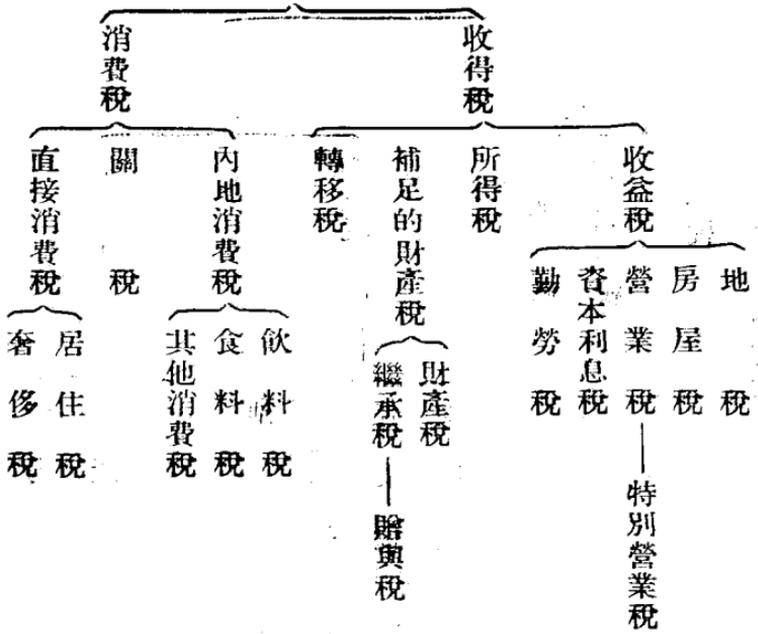 收得稅
收益稅
地稅
房屋稅
營業稅
特別營業稅
資本利息稅
勤勞稅
所得稅
補足的財產稅
財產稅
繼承稅
贈與稅
轉移稅
消費稅
內地消費稅
飲料稅
食料稅
其他消費稅
關稅
直接消費稅
居住稅
奢侈稅